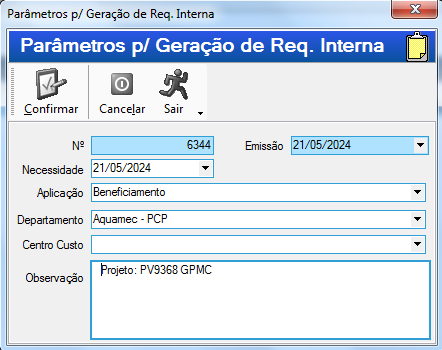 Parâmetros p/ Geração de Req. Interna
Parâmetros p/ Geração de Req. Interna
Confirmar Cancelar Sair
Nº 6344 Emissão 21/05/2024
Necessidade 21/05/2024
Aplicação Beneficiamento
Departamento Aquamec - PCP
Centro Custo
Observação Projeto: PV9368 GPMC